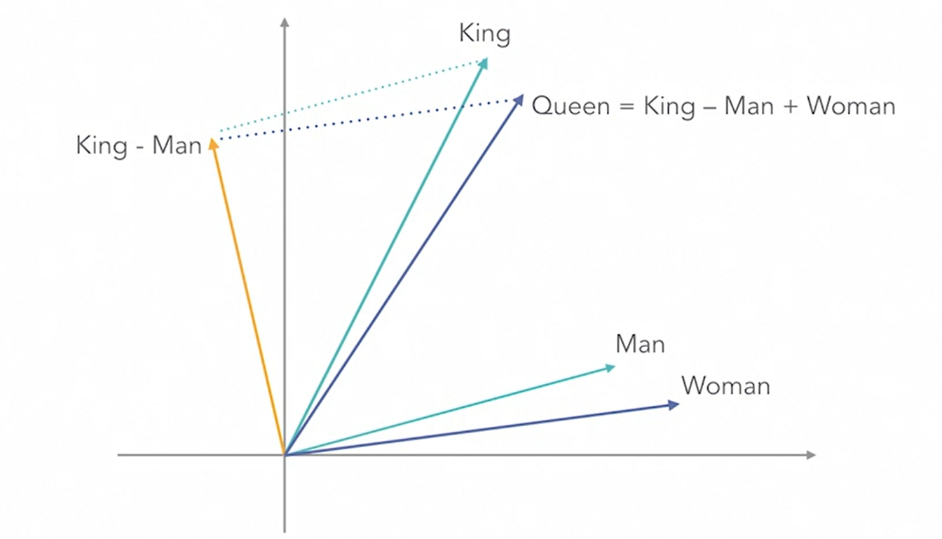 King
Queen = King – Man + Woman
King - Man
Man
Woman